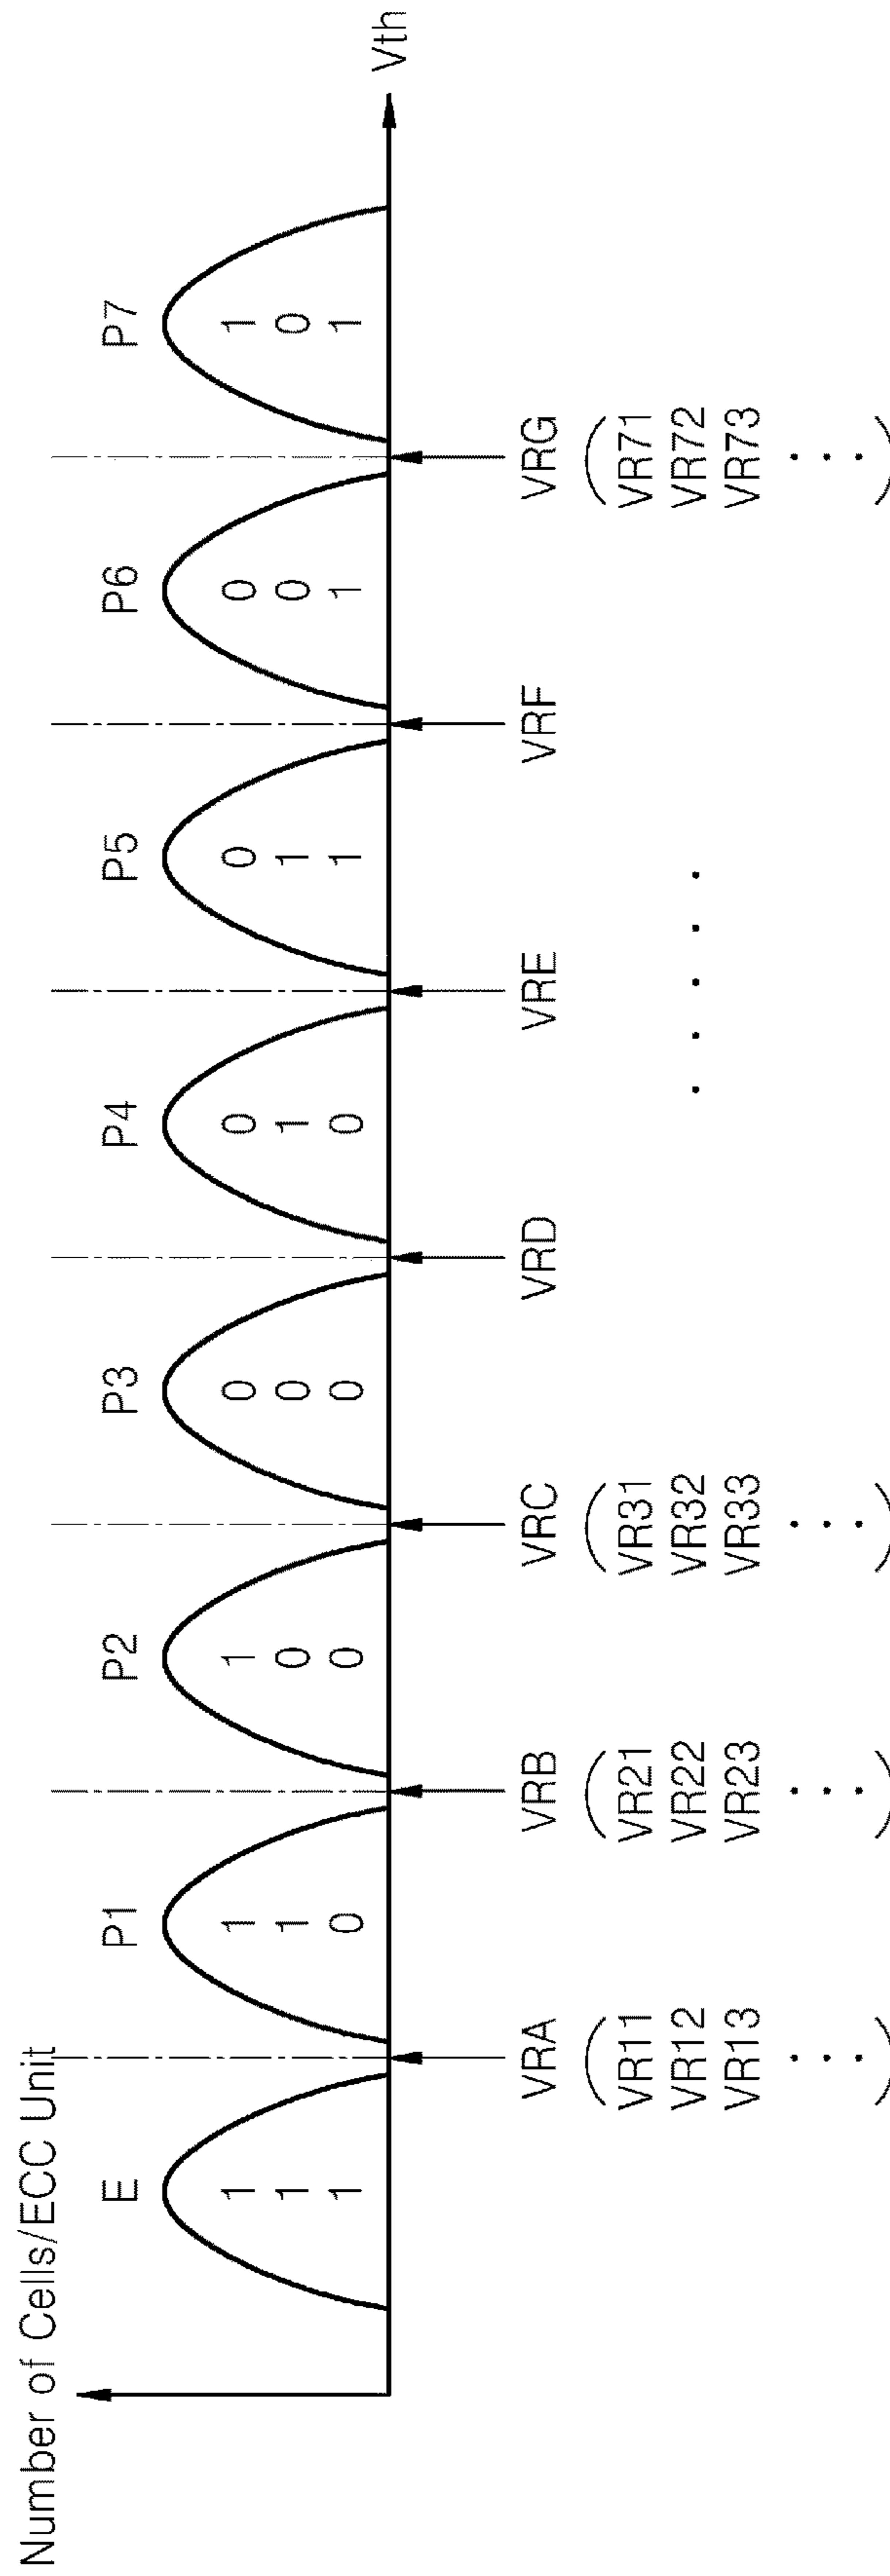 Number of Cells/ECC Unit
E P1 P2 P3 P4 P5 P6 P7
1 1 1 0 0 0 0 1
1 1 0 0 1 1 0 0
1 0 0 0 0 1 1 1
Vth
VRA VRB VRC VRD VRE VRF VRG
(VR11 (VR21 (VR31 (VR71
VR12 VR22 VR32 . . . . . VR72
VR13 VR23 VR33 VR73
. . .) . . .) . . .) . . .)